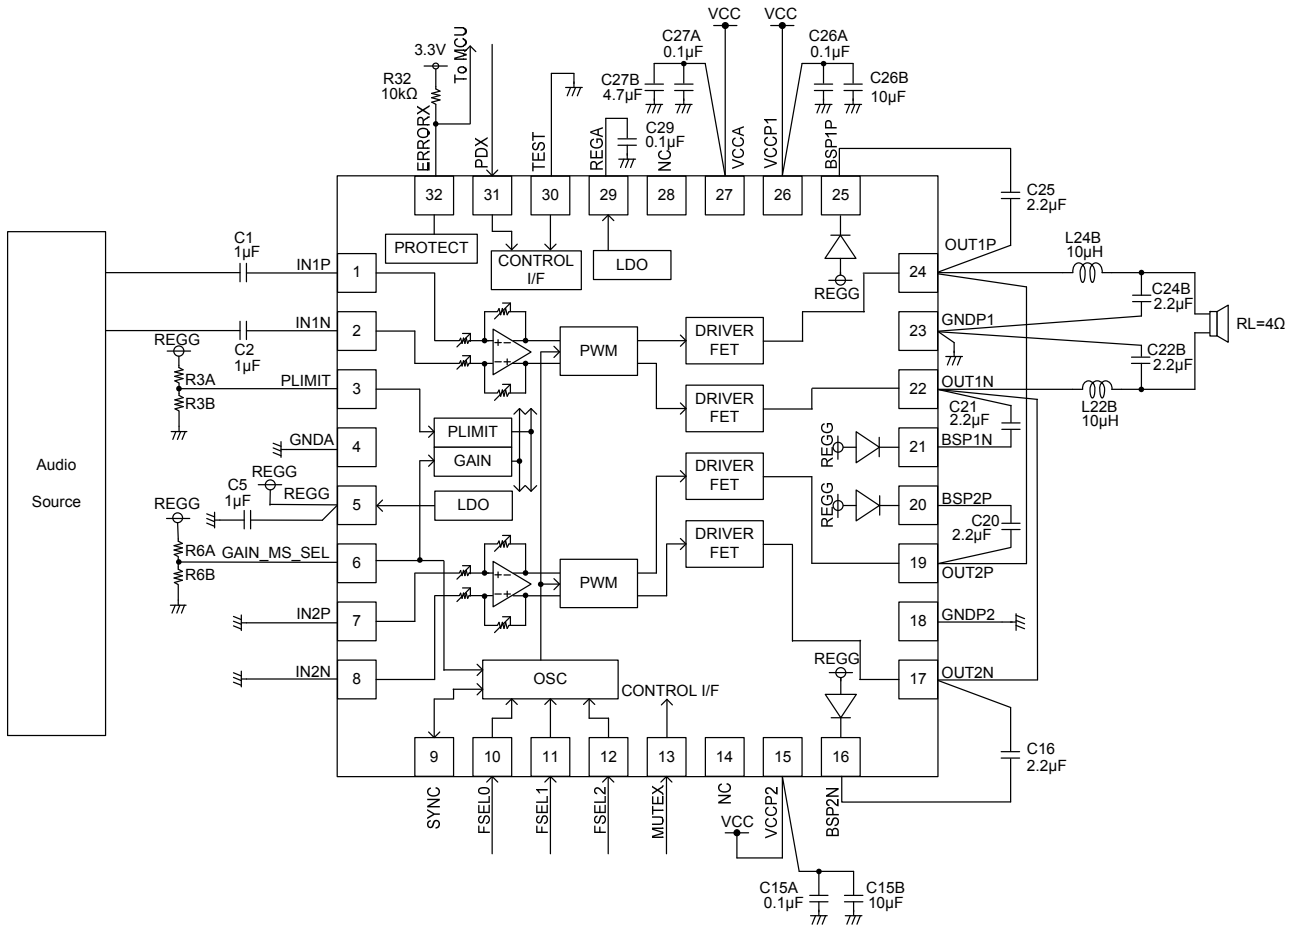 VCC
VCC
3.3V
To MCU
R32
10kΩ
C27A
0.1µF
C26A
0.1µF
C27B
4.7µF
C26B
10µF
ERRORX
PDX
TEST
REGA
C29
0.1µF
NC
VCCA
VCCP1
BSP1P
32
31
30
29
28
27
26
25
C25
2.2µF
PROTECT
CONTROL
I/F
LDO
REGG
C1
1µF
IN1P
1
24
OUT1P
L24B
10µH
C24B
2.2µF
IN1N
2
C2
1µF
23
GNDP1
RL=4Ω
PWM
DRIVER
FET
REGG
R3A
R3B
PLIMIT
3
DRIVER
FET
22
OUT1N
C22B
2.2µF
L22B
10µH
C21
2.2µF
GNDA
4
PLIMIT
GAIN
REGG
21
BSP1N
Audio
Source
REGG
C5
1µF
REGG
5
LDO
DRIVER
FET
REGG
20
BSP2P
C20
2.2µF
REGG
R6A
R6B
GAIN_MS_SEL
6
DRIVER
FET
19
OUT2P
PWM
IN2P
7
18
GNDP2
IN2N
8
OSC
CONTROL I/F
REGG
17
OUT2N
9
10
11
12
13
14
15
16
C16
2.2µF
SYNC
FSEL0
FSEL1
FSEL2
MUTEX
NC
VCC
VCCP2
BSP2N
C15A
0.1µF
C15B
10µF